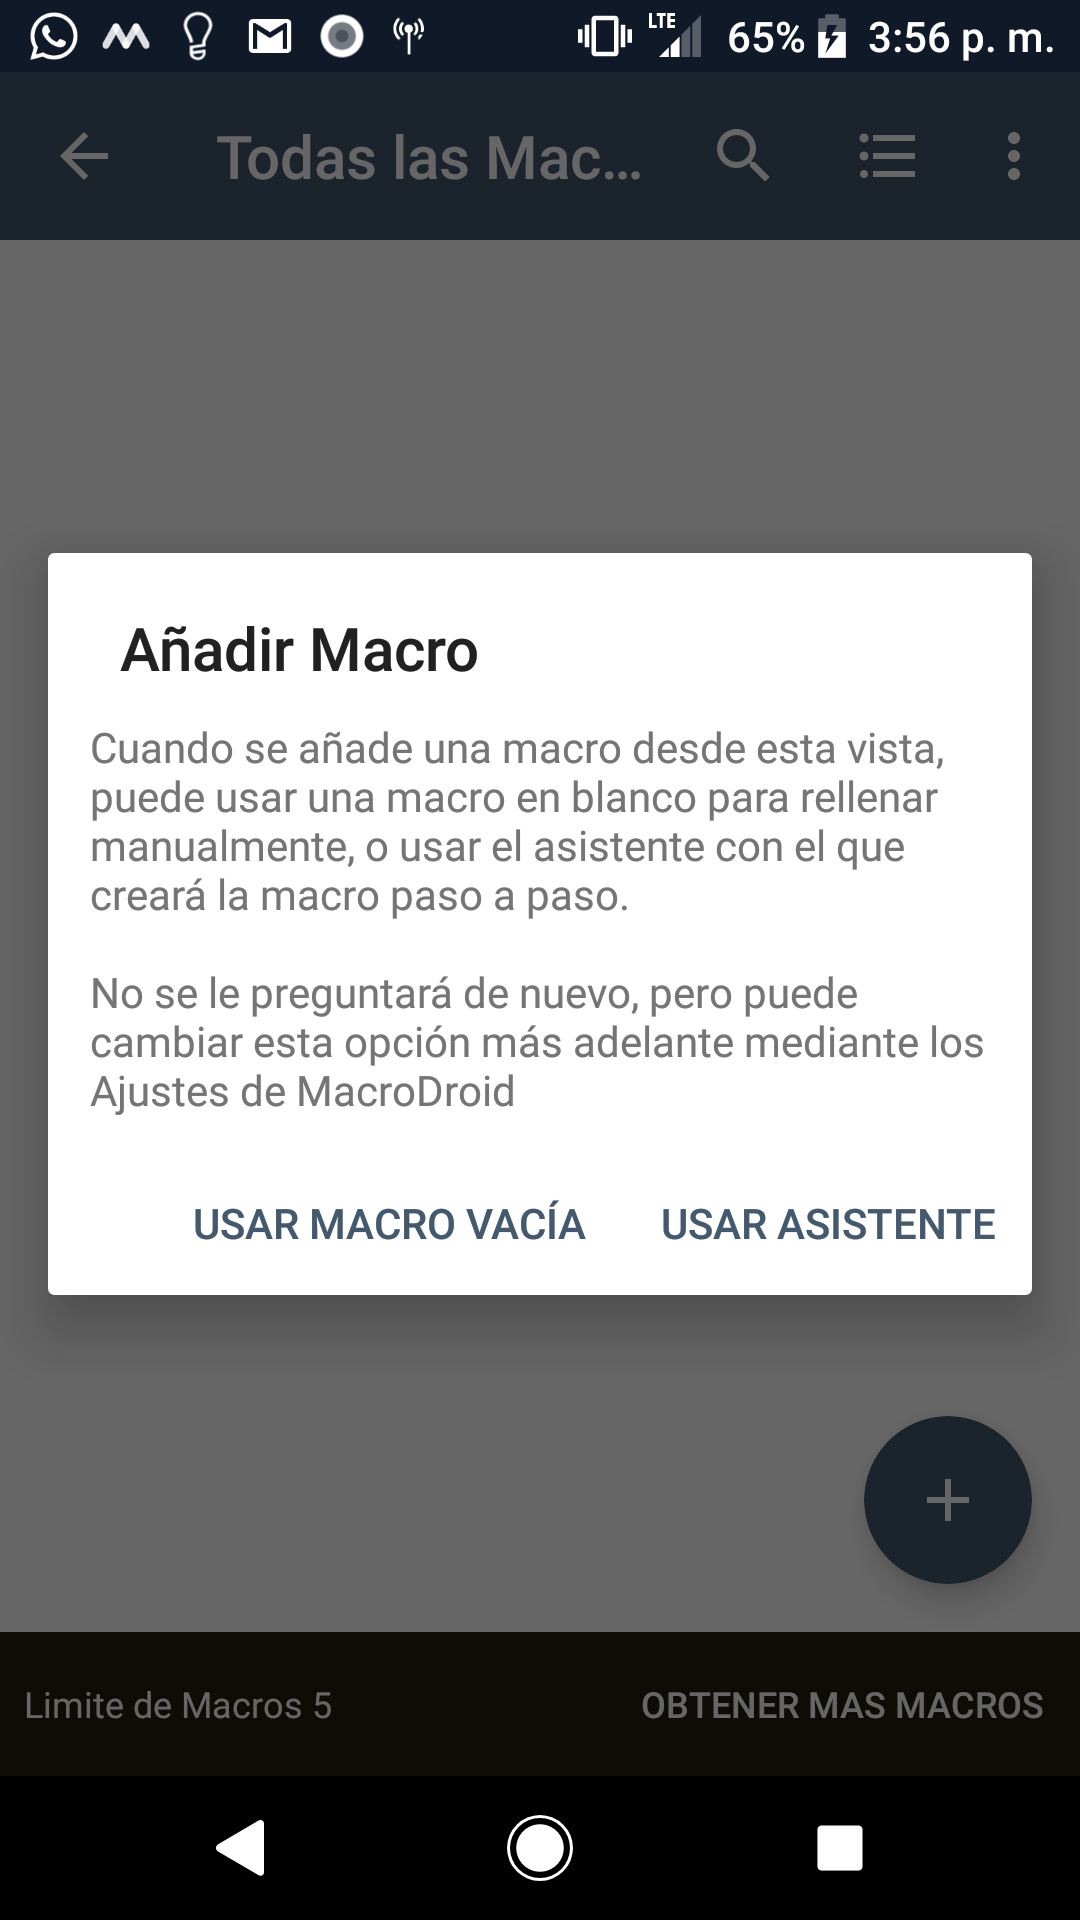 LTE 65% 3:56 p. m.
Todas las Mac...
Añadir Macro
Cuando se añade una macro desde esta vista,
puede usar una macro en blanco para rellenar
manualmente, o usar el asistente con el que
creará la macro paso a paso.
No se le preguntará de nuevo, pero puede
cambiar esta opción más adelante mediante los
Ajustes de MacroDroid
USAR MACRO VACÍA USAR ASISTENTE
Limite de Macros 5 OBTENER MAS MACROS